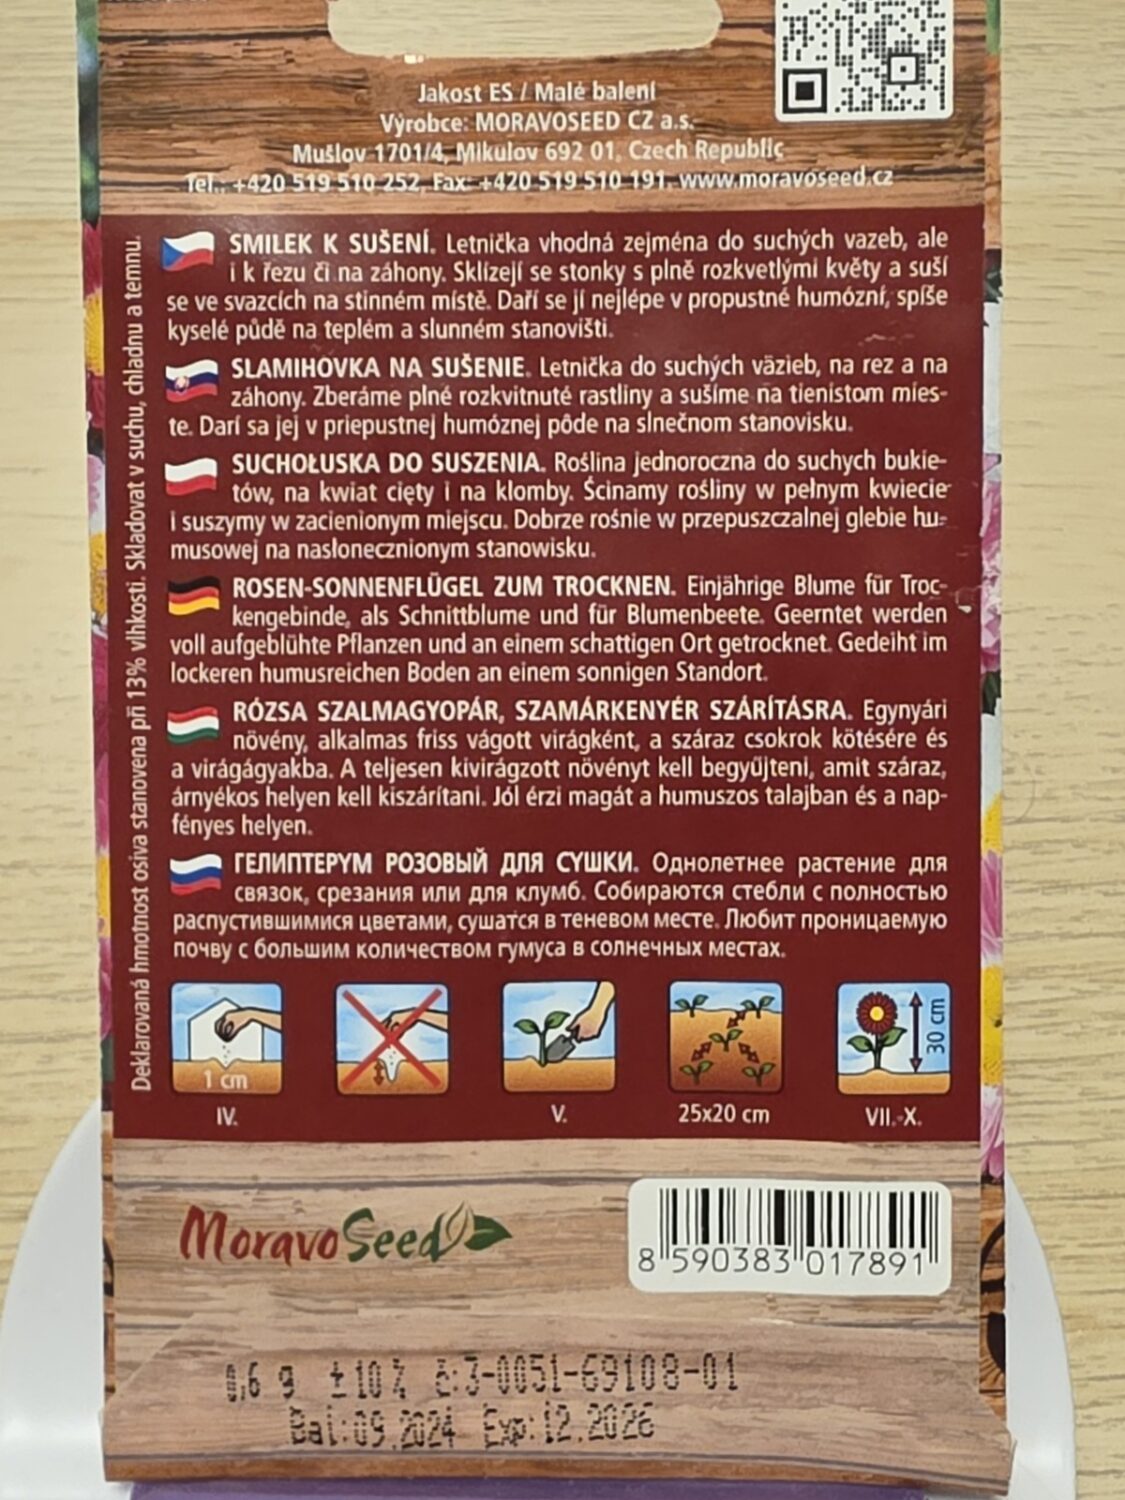 Jakost ES / Malé balení
Výrobce: MORAVOSEED CZ a.s.
Mušlov 1701/4, Mikulov 692 01, Czech Republic
Tel.: +420 519 510 252, Fax: +420 519 510 191, www.moravoseed.cz
Deklarovaná hmotnost osiva stanovena při 13% vlhkosti. Skladovat v suchu, chladnu a temnu.
SMILEK K SUŠENÍ. Letnička vhodná zejména do suchých vazeb, ale
i k řezu či na záhony. Sklízejí se stonky s plně rozkvetlými květy a suší
se ve svazcích na stinném místě. Daří se jí nejlépe v propustné humózní, spíše
kyselé půdě na teplém a slunném stanovišti.
SLAMIHOVKA NA SUŠENIE. Letnička do suchých väzieb, na rez a na
záhony. Zberáme plné rozkvitnuté rastliny a sušíme na tienistom mies-
te. Darí sa jej v priepustnej humóznej pôde na slnečnom stanovisku.
SUCHOŁUSKA DO SUSZENIA. Roślina jednoroczna do suchych bukie-
tów, na kwiat cięty i na klomby. Ścinamy rośliny w pełnym kwiecie
i suszymy w zacienionym miejscu. Dobrze rośnie w przepuszczalnej glebie hu-
musowej na nasłonecznionym stanowisku.
ROSEN-SONNENFLÜGEL ZUM TROCKNEN. Einjährige Blume für Troc-
kengebinde, als Schnittblume und für Blumenbeete. Geerntet werden
voll aufgeblühte Pflanzen und an einem schattigen Ort getrocknet. Gedeiht im
lockeren humusreichen Boden an einem sonnigen Standort.
RÓZSA SZALMAGYOPÁR, SZAMÁRKENYÉR SZÁRÍTÁSRA. Egynyári
növény, alkalmas friss vágott virágként, a száraz csokrok kötésére és
a virágágyakba. A teljesen kivirágzott növényt kell begyűjteni, amit száraz,
árnyékos helyen kell kiszárítani. Jól érzi magát a humuszos talajban és a nap-
fényes helyen.
ГЕЛИПТЕРУМ РОЗОВЫЙ ДЛЯ СУШКИ. Однолетнее растение для
связок, срезания или для клумб. Собираются стебли с полностью
распустившимися цветами, сушатся в теневом месте. Любит проницаемую
почву с большим количеством гумуса в солнечных местах.
1 cm
30 cm
IV.
V.
25x20 cm
VII.-X.
MoravoSeed
8 590383 017891
0,6 g ±10% č:3-0051-69108-01
Bal:09.2024 Exp:12.2026